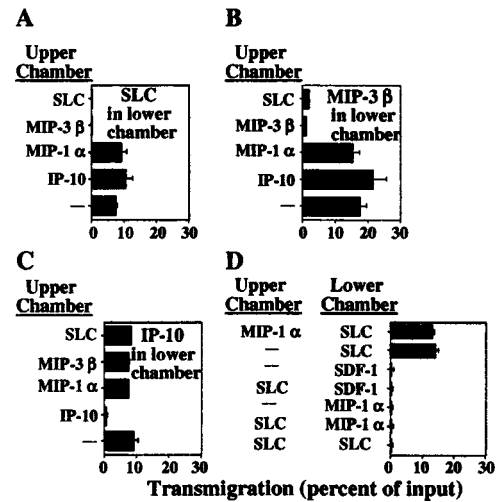 A
Upper
Chamber
SLC
MIP-3 β
MIP-1 α
IP-10
—
SLC
in lower
chamber
0 10 20 30
B
Upper
Chamber
SLC
MIP-3 β
MIP-1 α
IP-10
—
MIP-3 β
in lower
chamber
0 10 20 30
C
Upper
Chamber
SLC
MIP-3 β
MIP-1 α
IP-10
—
IP-10
in lower
chamber
0 10 20 30
D
Upper Lower
Chamber Chamber
MIP-1 α SLC
— SLC
— SDF-1
SLC SDF-1
— MIP-1 α
SLC MIP-1 α
SLC SLC
0 10 20 30
Transmigration (percent of input)